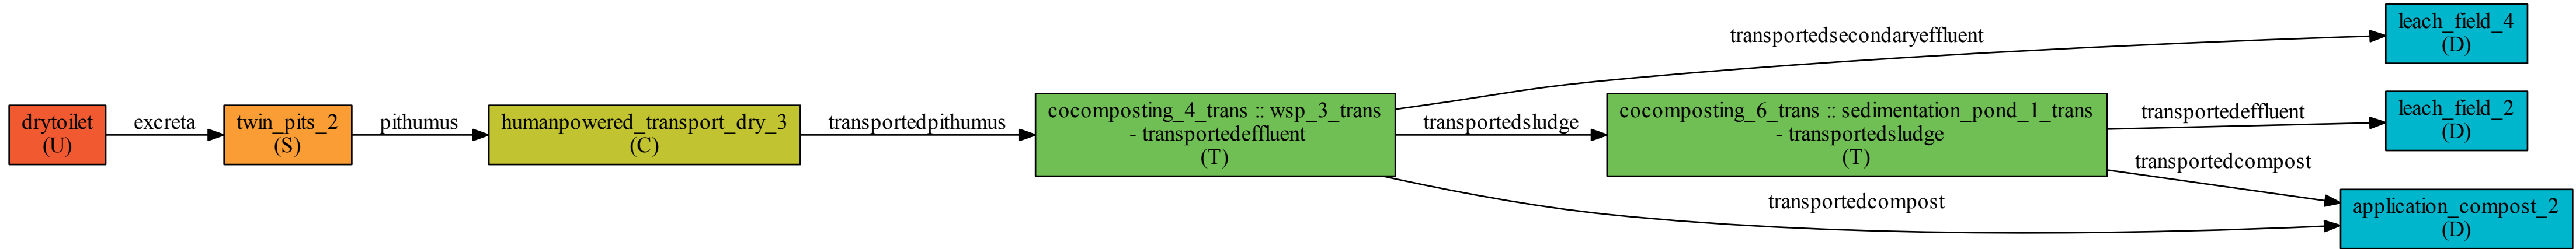 drytoilet
(U)
excreta
twin_pits_2
(S)
pithumus
humanpowered_transport_dry_3
(C)
transportedpithumus
cocomposting_4_trans :: wsp_3_trans
- transportedeffluent
(T)
transportedsecondaryeffluent
transportedsludge
transportedcompost
cocomposting_6_trans :: sedimentation_pond_1_trans
- transportedsludge
(T)
transportedeffluent
transportedcompost
leach_field_4
(D)
leach_field_2
(D)
application_compost_2
(D)